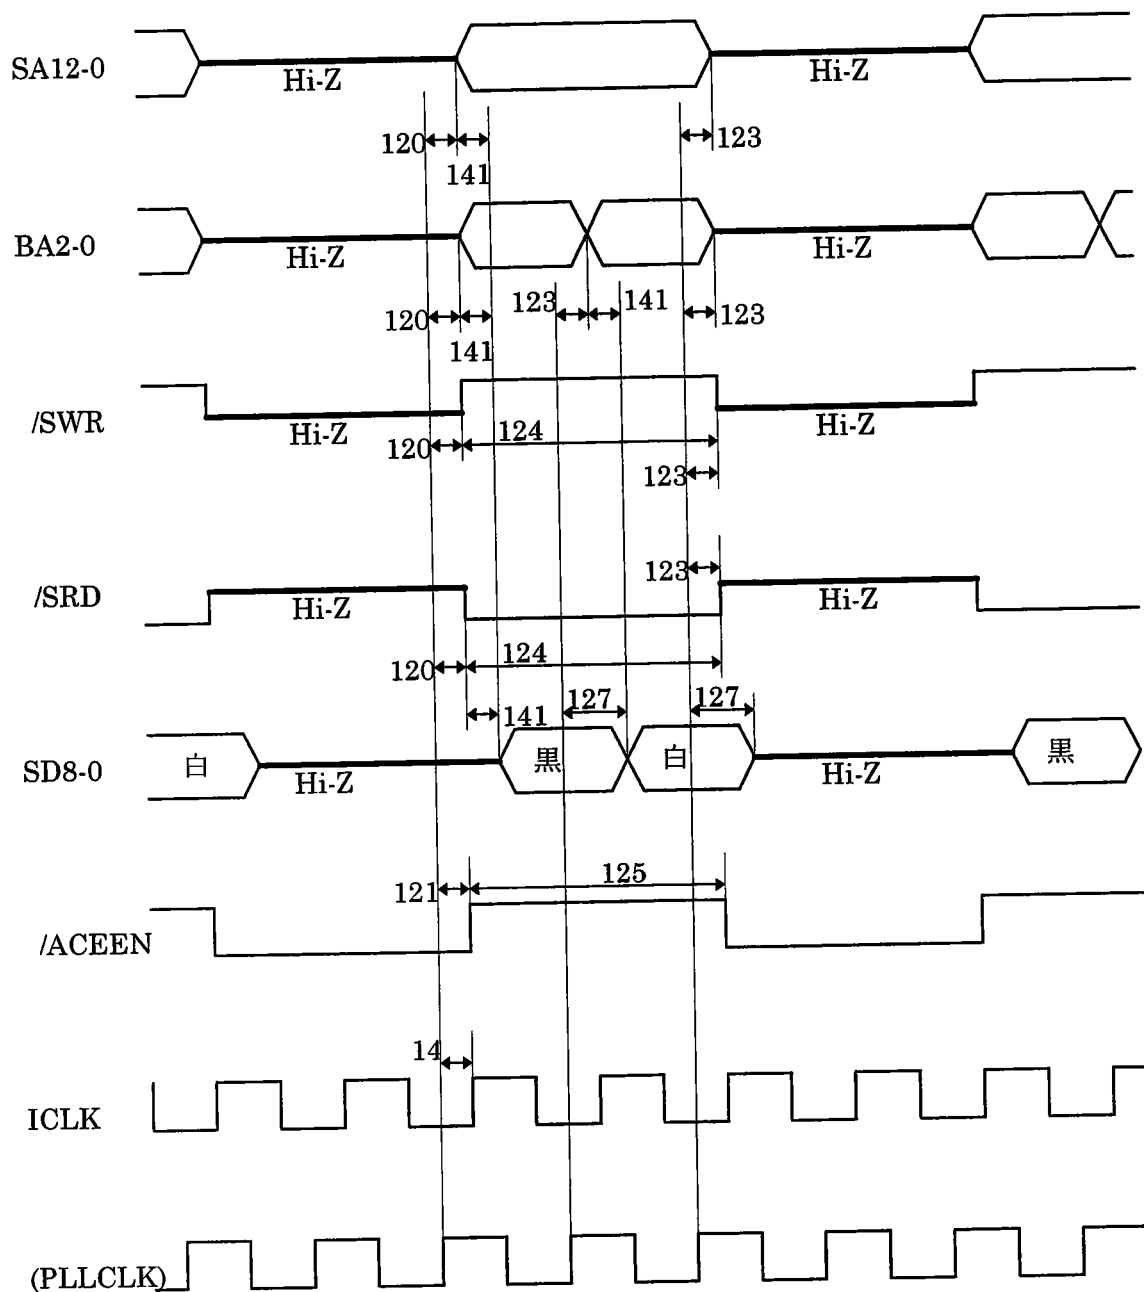 SA12-0
Hi-Z
Hi-Z
120
141
123
BA2-0
Hi-Z
Hi-Z
120
141
123
141
123
/SWR
Hi-Z
Hi-Z
120
124
123
/SRD
Hi-Z
Hi-Z
123
120
124
141
127
127
SD8-0
白
Hi-Z
黒
白
Hi-Z
黒
/ACEEN
121
125
ICLK
14
(PLLCLK)